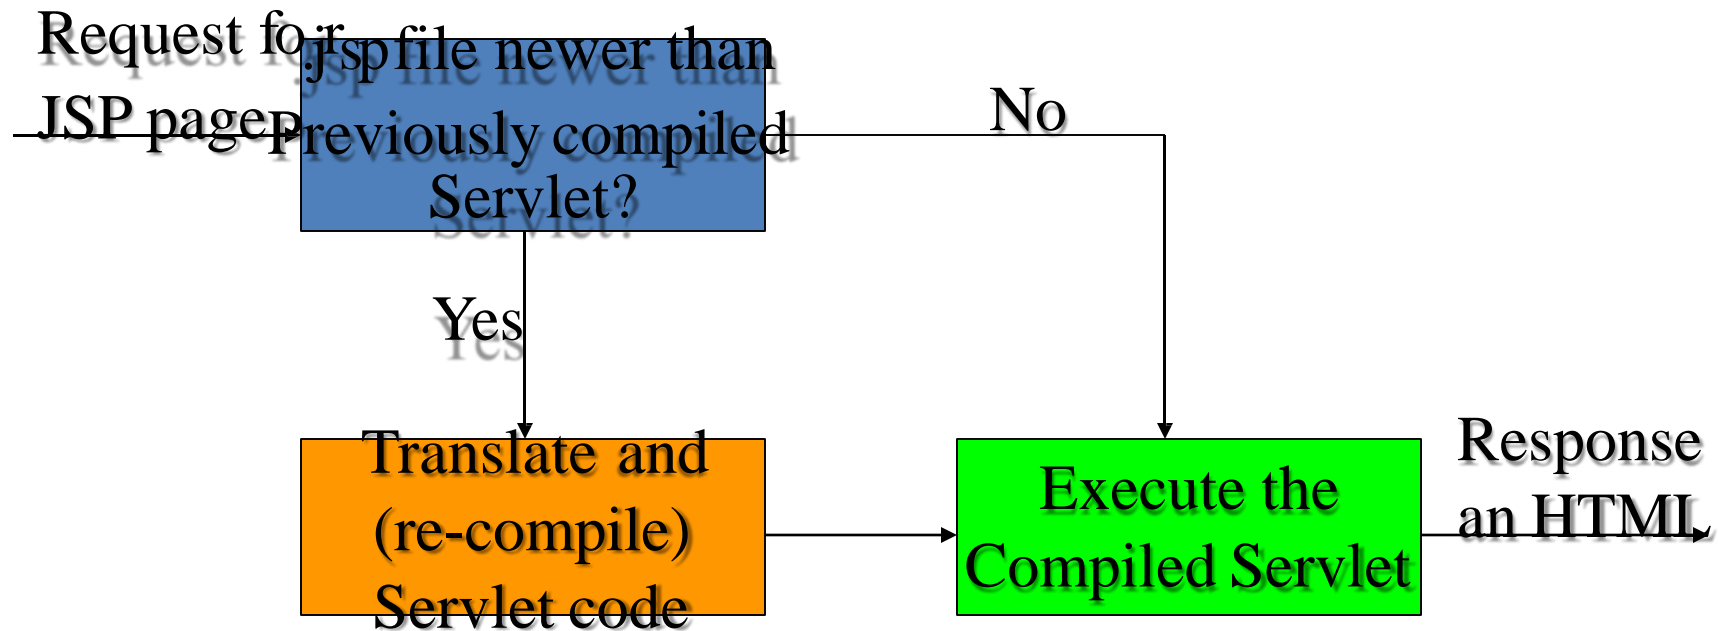 Request for
JSP page
.jsp file newer than
Previously compiled
Servlet?
No
Yes
Translate and
(re-compile)
Servlet code
Execute the
Compiled Servlet
Response
an HTML